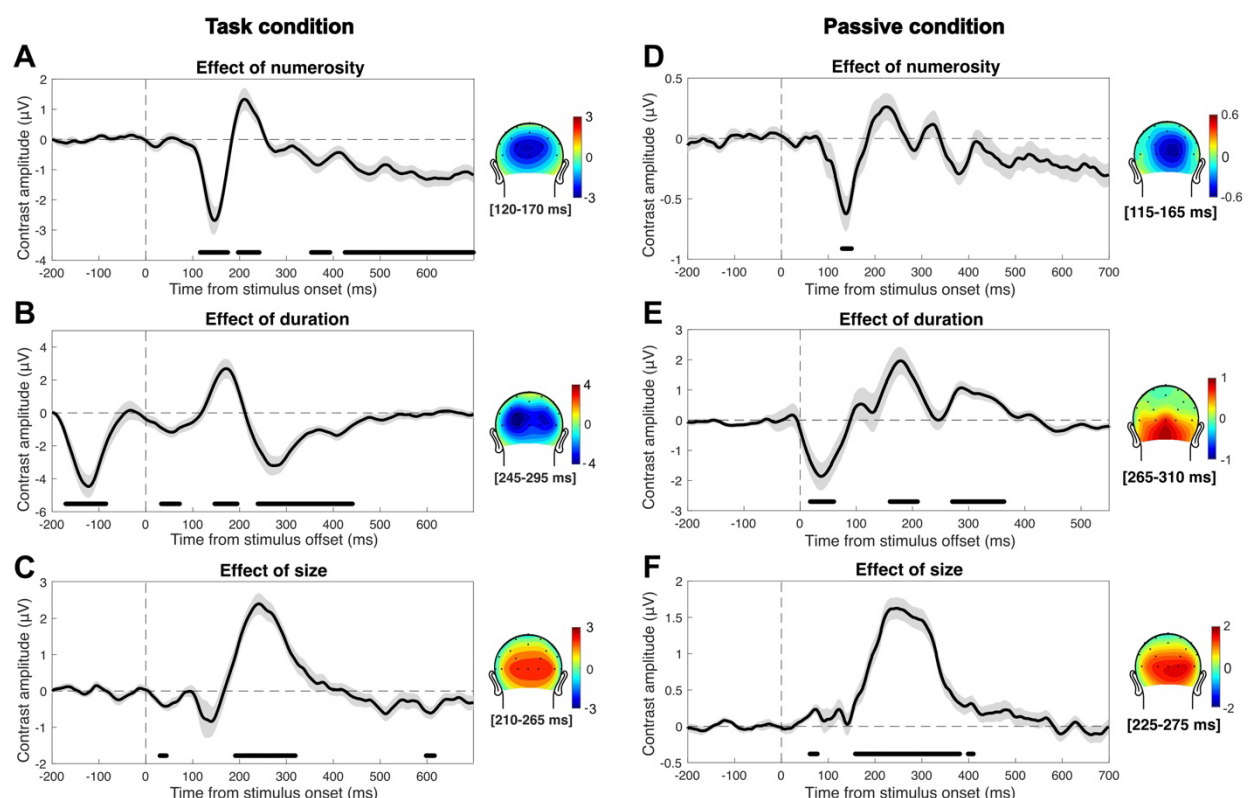 Task condition
Passive condition
A
Effect of numerosity
Contrast amplitude (µV)
2
1
0
-1
-2
-3
-4
-200 -100 0 100 200 300 400 500 600
Time from stimulus onset (ms)
3
0
-3
[120-170 ms]
D
Effect of numerosity
Contrast amplitude (µV)
0.5
0
-0.5
-1
-200 -100 0 100 200 300 400 500 600 700
Time from stimulus onset (ms)
0.6
0
-0.6
[115-165 ms]
B
Effect of duration
Contrast amplitude (µV)
4
2
0
-2
-4
-6
-200 -100 0 100 200 300 400 500 600
Time from stimulus offset (ms)
4
0
-4
[245-295 ms]
E
Effect of duration
Contrast amplitude (µV)
3
2
1
0
-1
-2
-3
-200 -100 0 100 200 300 400 500
Time from stimulus offset (ms)
1
0
-1
[265-310 ms]
C
Effect of size
Contrast amplitude (µV)
3
2
1
0
-1
-2
-200 -100 0 100 200 300 400 500 600
Time from stimulus onset (ms)
3
0
-3
[210-265 ms]
F
Effect of size
Contrast amplitude (µV)
2
1.5
1
0.5
0
-0.5
-200 -100 0 100 200 300 400 500 600 700
Time from stimulus onset (ms)
2
0
-2
[225-275 ms]